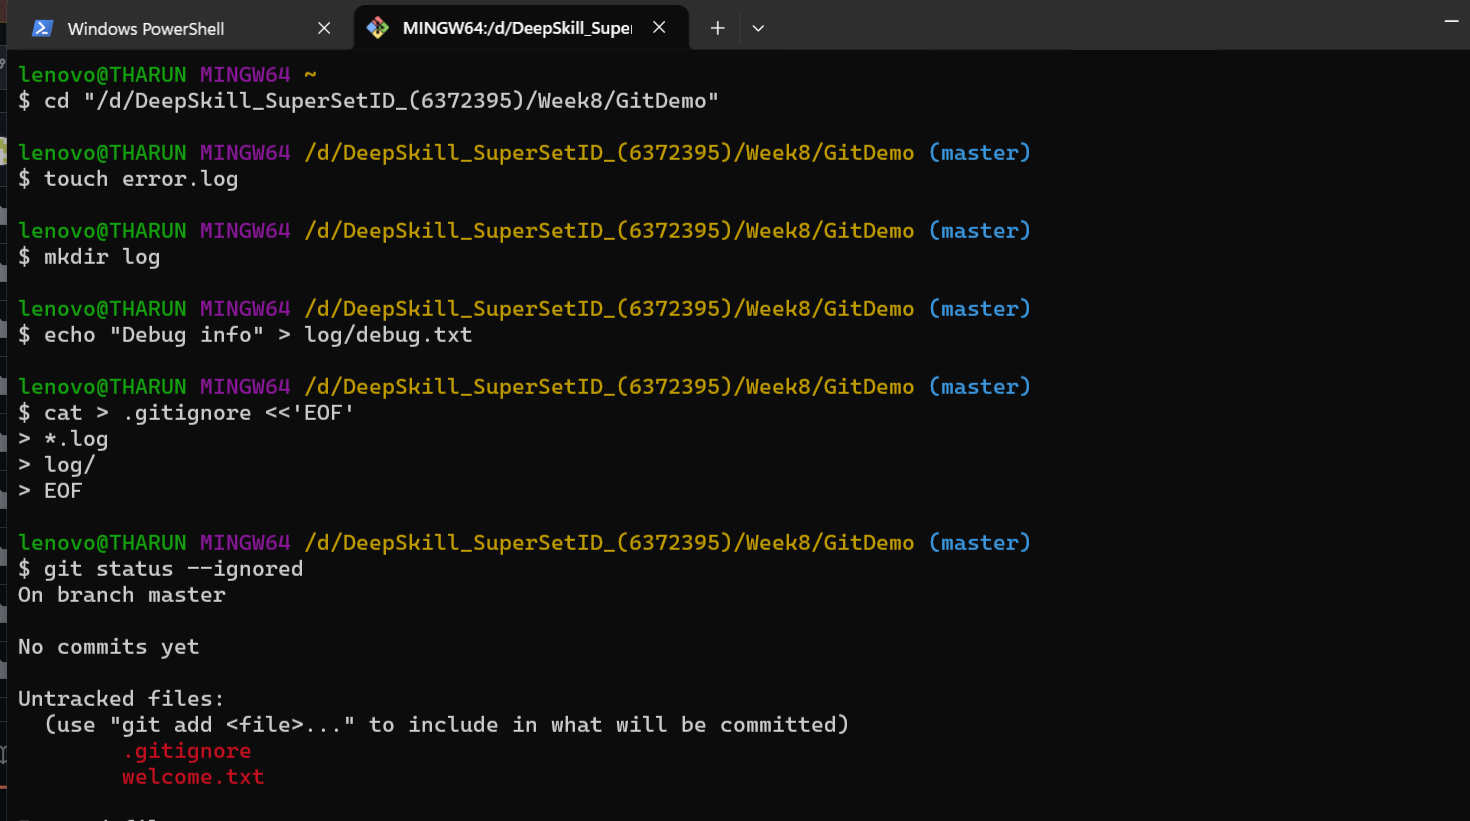 Windows PowerShell
MINGW64:/d/DeepSkill_Super
lenovo@THARUN MINGW64 ~
$ cd "/d/DeepSkill_SuperSetID_(6372395)/Week8/GitDemo"
lenovo@THARUN MINGW64 /d/DeepSkill_SuperSetID_(6372395)/Week8/GitDemo (master)
$ touch error.log
lenovo@THARUN MINGW64 /d/DeepSkill_SuperSetID_(6372395)/Week8/GitDemo (master)
$ mkdir log
lenovo@THARUN MINGW64 /d/DeepSkill_SuperSetID_(6372395)/Week8/GitDemo (master)
$ echo "Debug info" > log/debug.txt
lenovo@THARUN MINGW64 /d/DeepSkill_SuperSetID_(6372395)/Week8/GitDemo (master)
$ cat > .gitignore <<'EOF'
> *.log
> log/
> EOF
lenovo@THARUN MINGW64 /d/DeepSkill_SuperSetID_(6372395)/Week8/GitDemo (master)
$ git status --ignored
On branch master
No commits yet
Untracked files:
(use "git add <file>..." to include in what will be committed)
.gitignore
welcome.txt